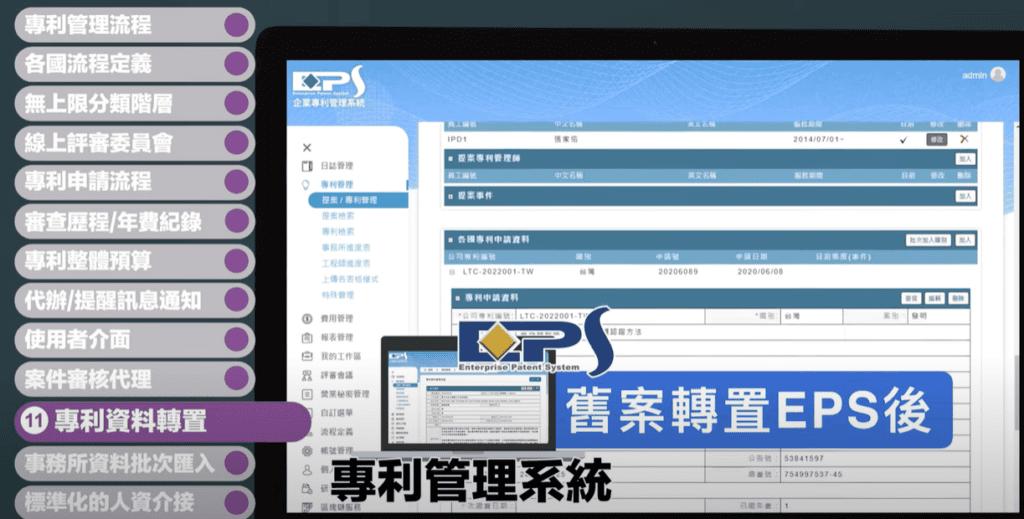 專利管理流程
各國流程定義
無上限分類階層
線上評審委員會
專利申請流程
審查歷程/年費紀錄
專利整體預算
代辦/提醒訊息通知
使用者介面
案件審核代理
11 專利資料轉置
事務所資料批次匯入
標準化的人資介接
EPS
Enterprise Patent System
企業專利管理系統
admin
日誌管理
專利管理
提案 / 專利管理
提案檢索
專利檢索
事務所進度表
工程師進度表
上傳各表格樣式
特殊管理
費用管理
報表管理
我的工作區
評審會議
營業秘密管理
自訂選單
流程定義
帳號管理
區塊鏈服務
員工編號 中文名稱 英文名稱 服務期間 目前 修改 刪除
IPD1 2014/07/01~ 修改
提案專利管理師 加入
員工編號 中文名稱 英文名稱 服務期間 目前 修改 刪除
提案事件 加入
各國專利申請資料 批次加入國別 加入
公司專利編號 國別 申請號 申請日期 目前態度(事件)
LTC-2022001-TW 台灣 20206089 2020/06/08
專利申請資料 編輯 刪除
*公司專利編號: LTC-2022001-TW *國別 台灣 案別 發明
公告號 53841597
證書號 754997537-45
已繳年費 1
EPS
Enterprise Patent System
舊案轉置EPS後
專利管理系統